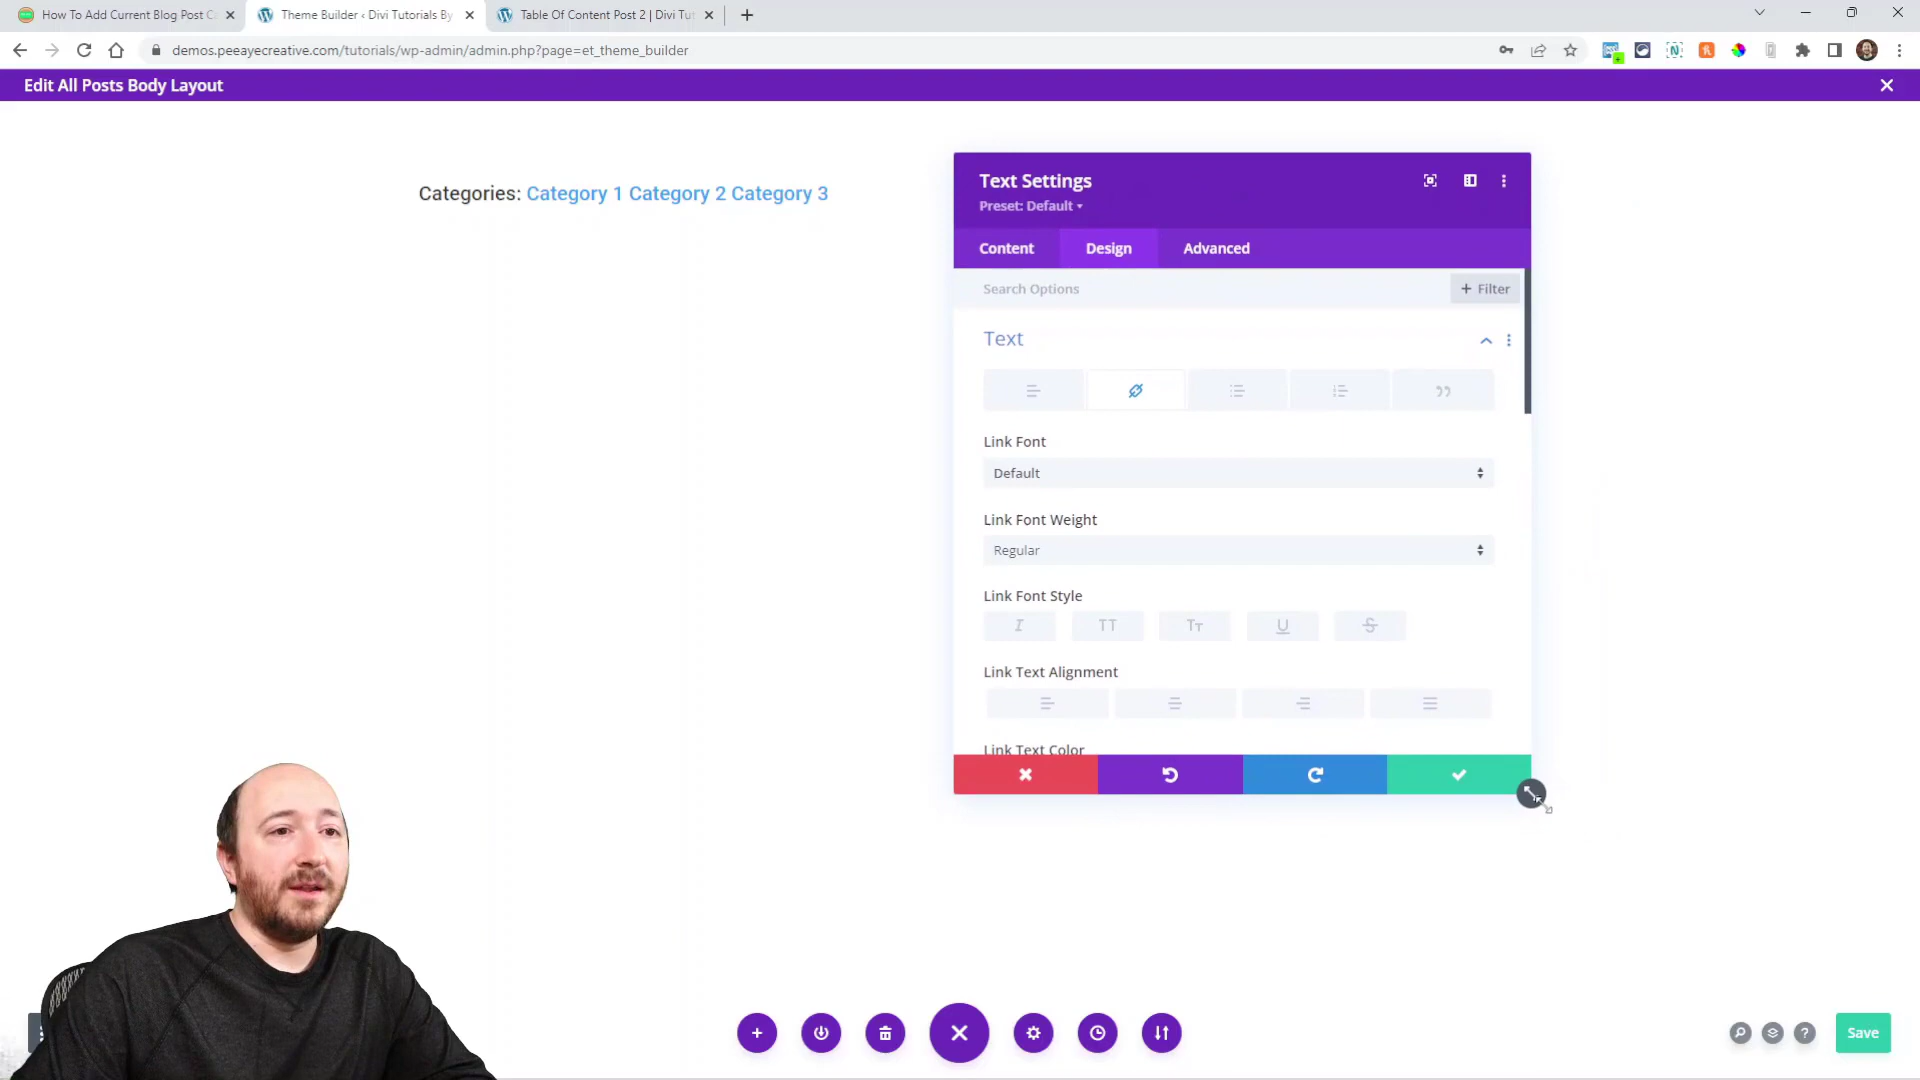 How To Add Current Blog Post C
Theme Builder ‹ Divi Tutorials By
Table Of Content Post 2 | Divi Tut
demos.peeayecreative.com/tutorials/wp-admin/admin.php?page=et_theme_builder
Edit All Posts Body Layout
Categories: Category 1 Category 2 Category 3
Text Settings
Preset: Default
Content
Design
Advanced
Search Options
+ Filter
Text
Link Font
Default
Link Font Weight
Regular
Link Font Style
I
TT
Tт
U
S
Link Text Alignment
Link Text Color
Save